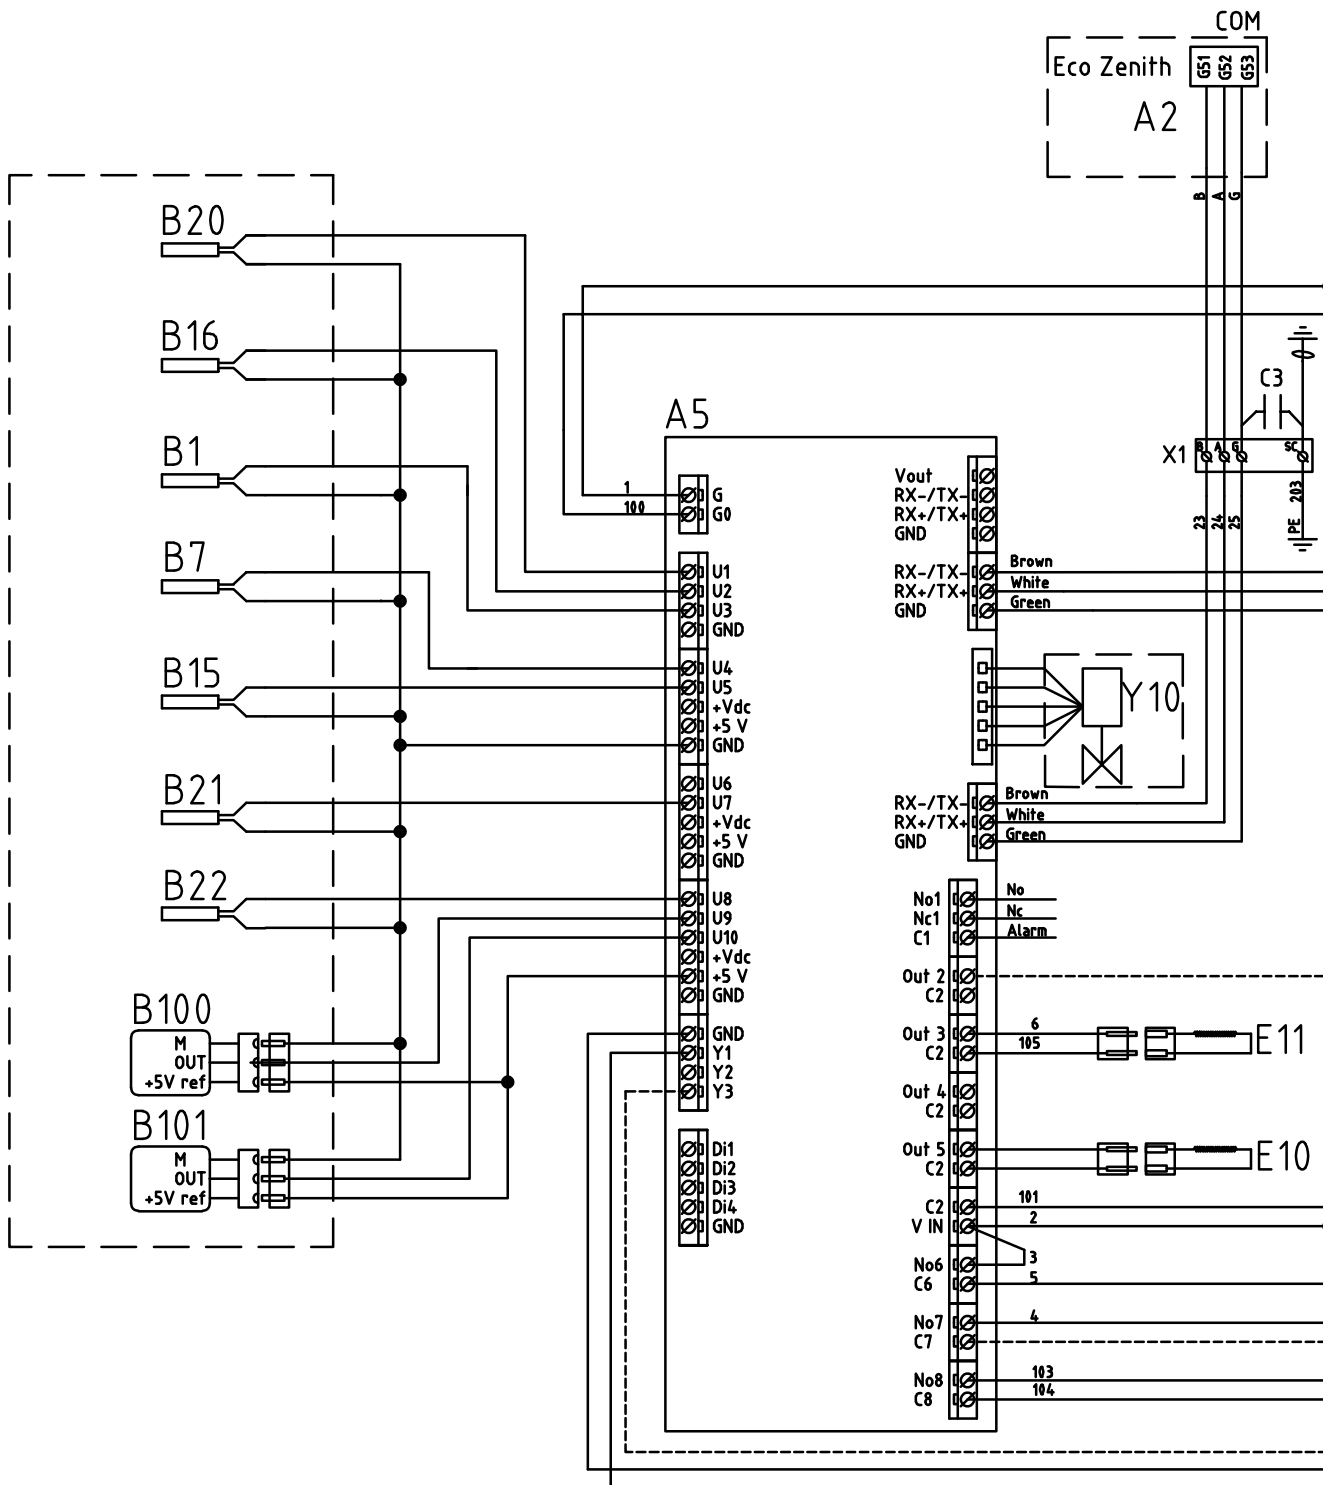 COM
Eco Zenith
G51
G52
G53
A2
B
A
G
B20
B16
B1
B7
B15
B21
B22
B100
M
OUT
+5V ref
B101
M
OUT
+5V ref
C3
X1
B
A
G
SC
23
24
25
203
PE
A5
1
100
G
G0
U1
U2
U3
GND
U4
U5
+Vdc
+5 V
GND
U6
U7
+Vdc
+5 V
GND
U8
U9
U10
+Vdc
+5 V
GND
GND
Y1
Y2
Y3
Di1
Di2
Di3
Di4
GND
Vout
RX-/TX-
RX+/TX+
GND
RX-/TX- Brown
RX+/TX+ White
GND Green
Y10
RX-/TX- Brown
RX+/TX+ White
GND Green
No1 No
Nc1 Nc
C1 Alarm
Out 2
C2
Out 3 6
C2 105
E11
Out 4
C2
Out 5
C2
E10
C2 101
V IN 2
No6 3
C6 5
No7 4
C7
No8 103
C8 104